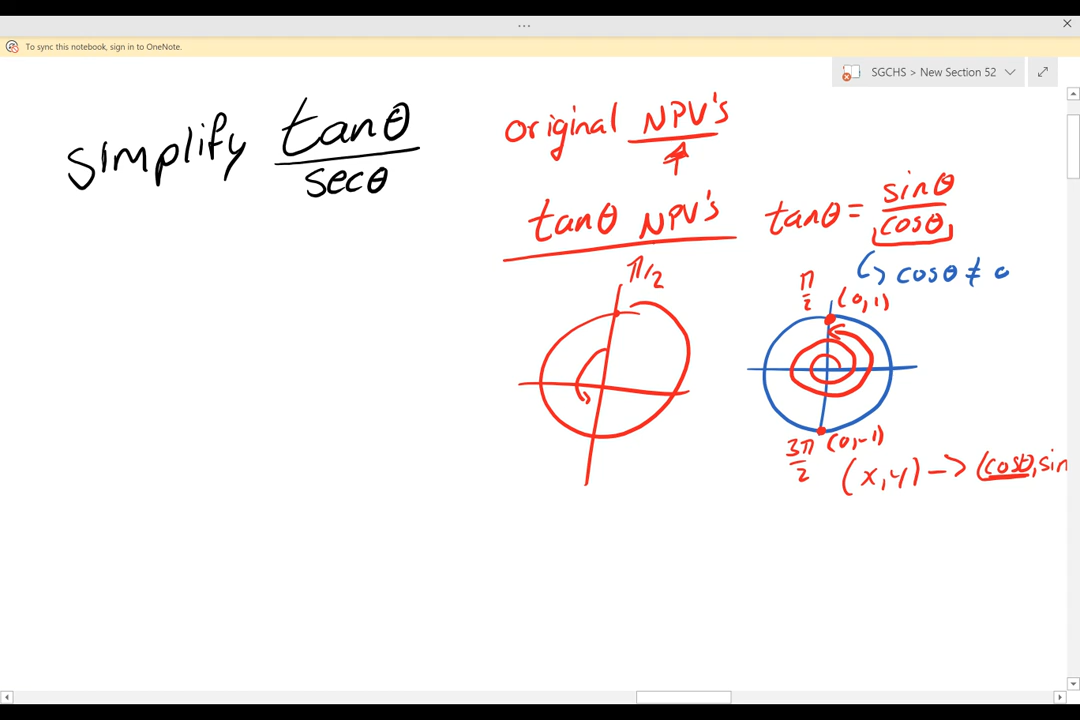 To sync this notebook, sign in to OneNote.
SGCHS > New Section 52
simplify tanθ/secθ
original NPV's
tanθ NPV's
tanθ = sinθ/cosθ
cosθ ≠ 0
π/2
π/2 (0,1)
3π/2 (0,-1)
(x,y) -> (cosθ, sin